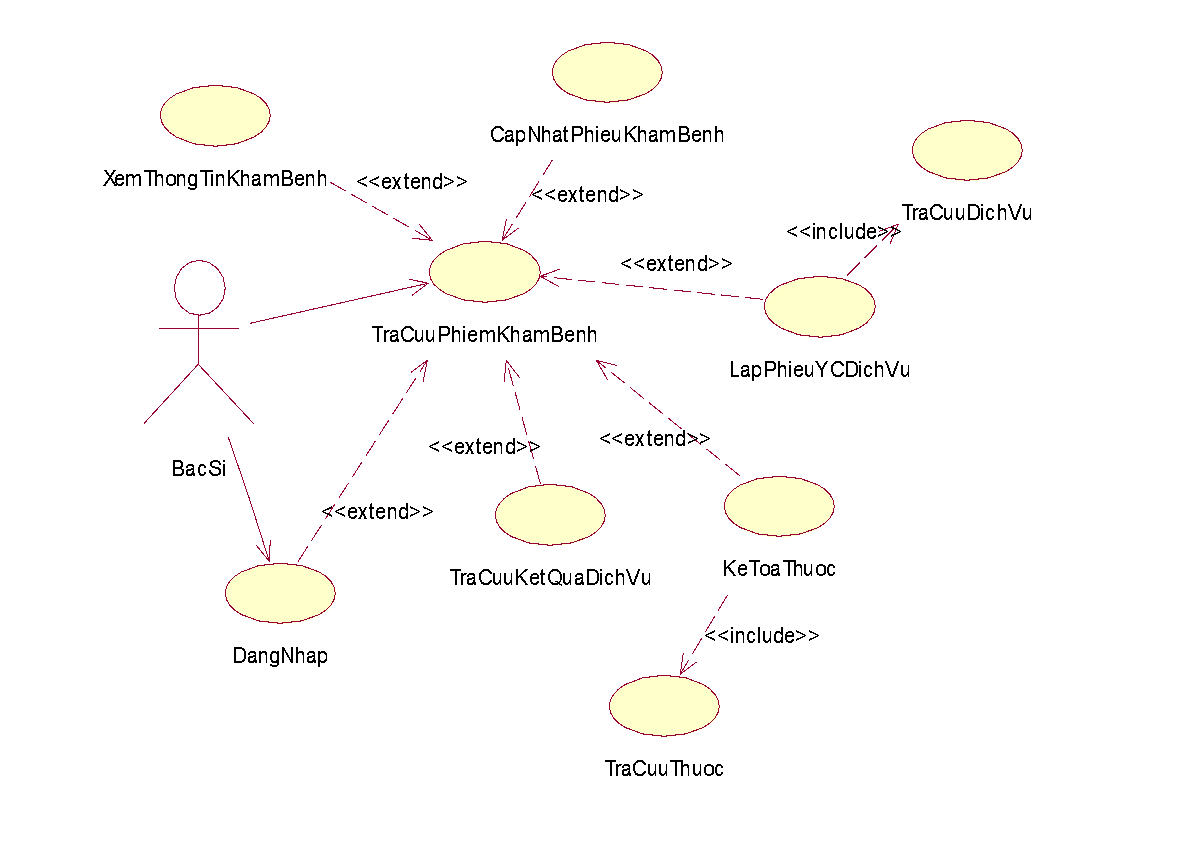 CapNhatPhieuKhamBenh
XemThongTinKhamBenh
<<extend>>
<<extend>>
TraCuuDichVu
<<include>>
<<extend>>
TraCuuPhiemKhamBenh
LapPhieuYCDichVu
<<extend>>
<<extend>>
BacSi
<<extend>>
KeToaThuoc
TraCuuKetQuaDichVu
<<include>>
DangNhap
TraCuuThuoc